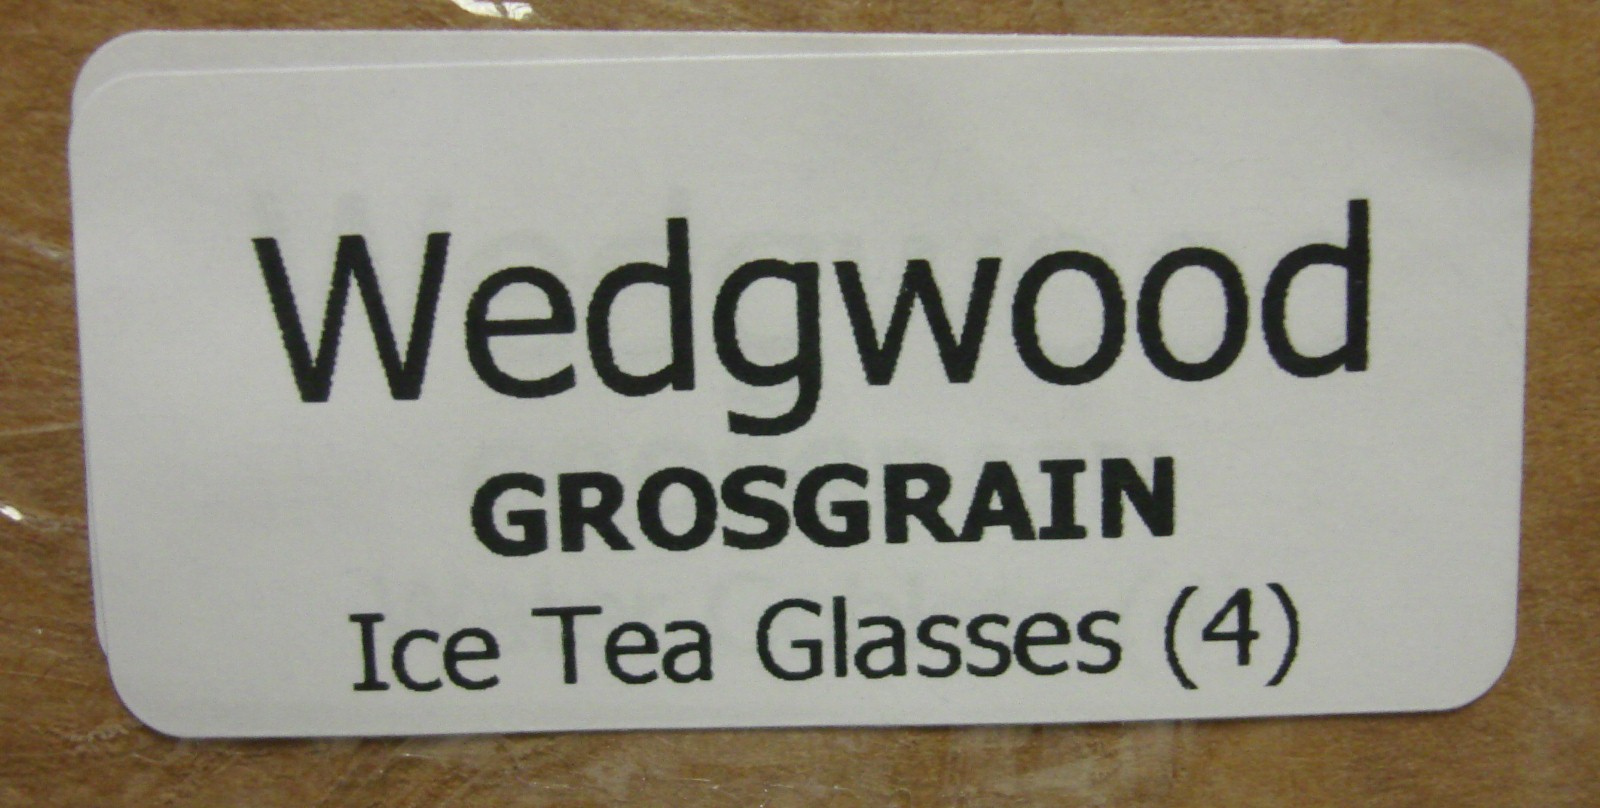 Wedgwood
GROSGRAIN
Ice Tea Glasses (4)